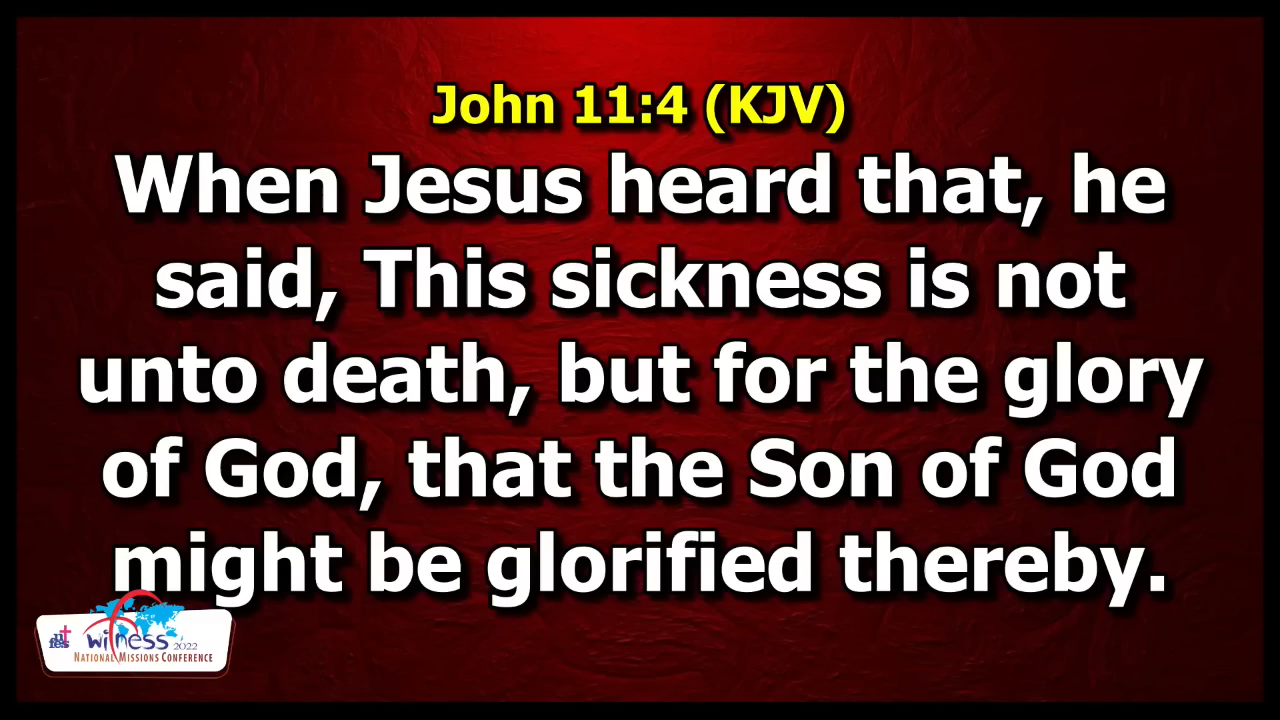 John 11:4 (KJV)
When Jesus heard that, he
said, This sickness is not
unto death, but for the glory
of God, that the Son of God
might be glorified thereby.
witness 2022
NATIONAL MISSIONS CONFERENCE